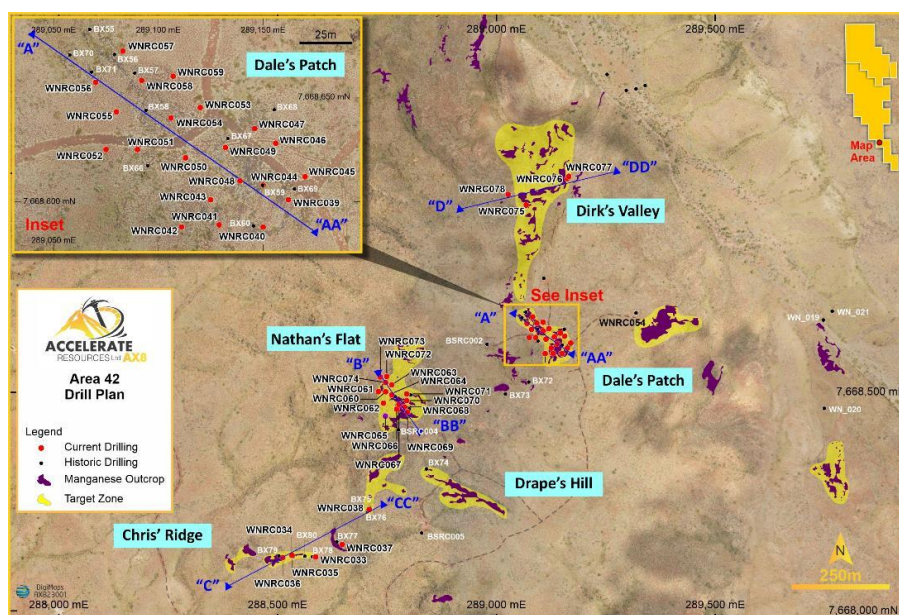 289,050 mE
289,100 mE
289,150 mE
25m
"A"
BX55
WNRC057
BX70
BX56
Dale's Patch
BX71
BX57
WNRC059
WNRC056
WNRC058
7,668,650 mN
WNRC053
BX68
WNRC055
BX58
WNRC054
WNRC047
BX67
WNRC051
WNRC046
WNRC052
WNRC049
WNRC050
WNRC044
WNRC045
WNRC048
BX59
BX69
WNRC043
WNRC039
7,668,600 mN
WNRC041
BX60
"AA"
Inset
WNRC042
WNRC040
289,050 mE
289,000 mE
289,500 mE
Map
Area
WNRC077
"DD"
WNRC076
WNRC078
"D"
WNRC075
Dirk's Valley
See Inset
"A"
WNRC051
WN_021
WN_019
BSRC002
"AA"
Dale's Patch
BX72
BX73
7,668,500 mN
WN_020
ACCELERATE
RESOURCES Ltd AX8
Area 42
Drill Plan
Legend
Current Drilling
Historic Drilling
Manganese Outcrop
Target Zone
Nathan's Flat
WNRC073
WNRC072
"B"
WNRC063
WNRC074
WNRC064
WNRC061
WNRC071
WNRC060
WNRC070
WNRC062
WNRC068
"BB"
WNRC065
BSRC004
WNRC066
WNRC069
WNRC067
BX74
Drape's Hill
BX75
WNRC038
"CC"
BX76
WNRC034
BX80
BSRC005
Chris' Ridge
BX77
BX79
BX78
WNRC037
WNRC033
WNRC035
"C"
WNRC036
N
250m
DigiMaps
AX823001
288,000 mE
288,500 mE
289,000 mE
289,500 mE
7,668,000 mN